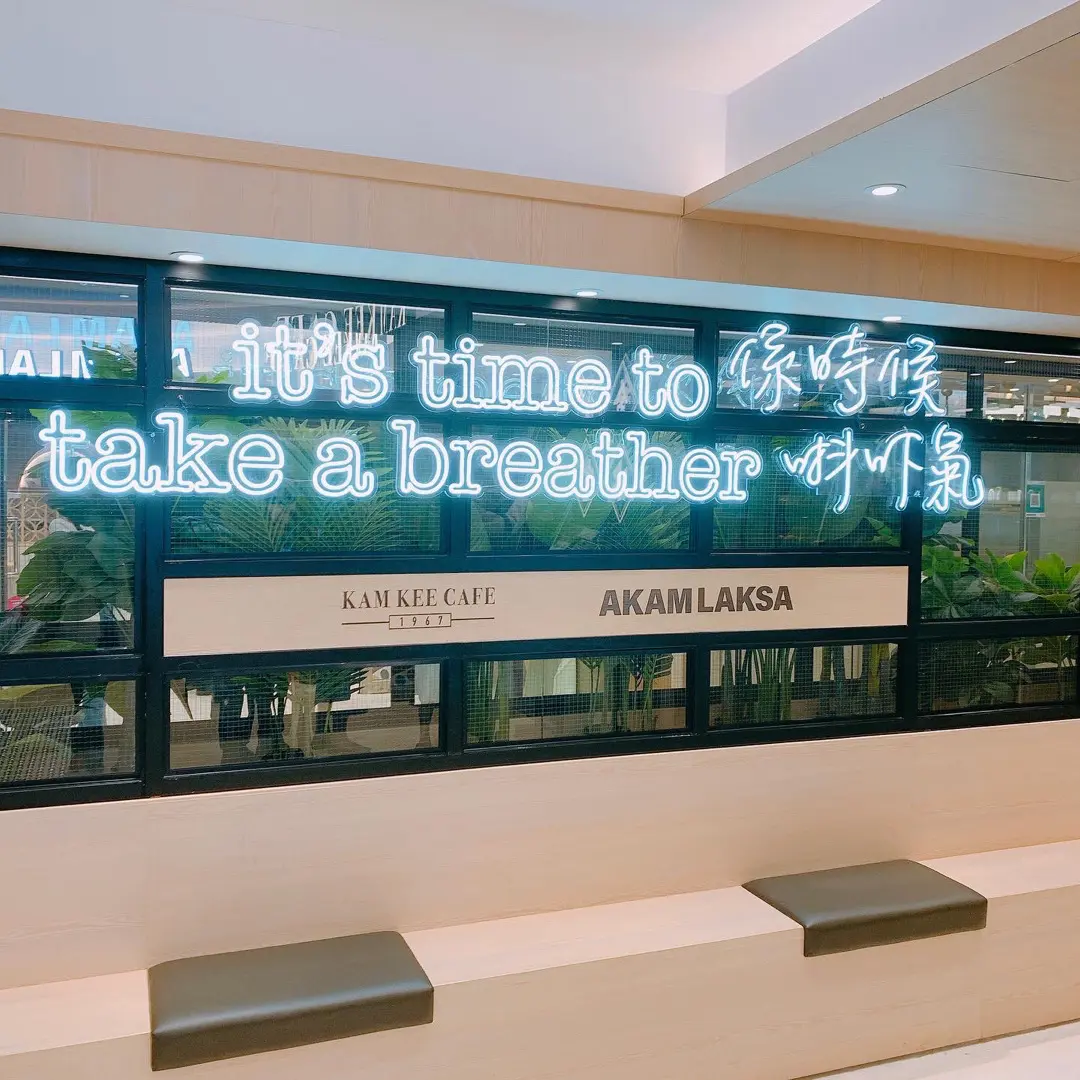 it's time to 係時候
take a breather 唞吓氣
KAM KEE CAFE
1967
AKAM LAKSA